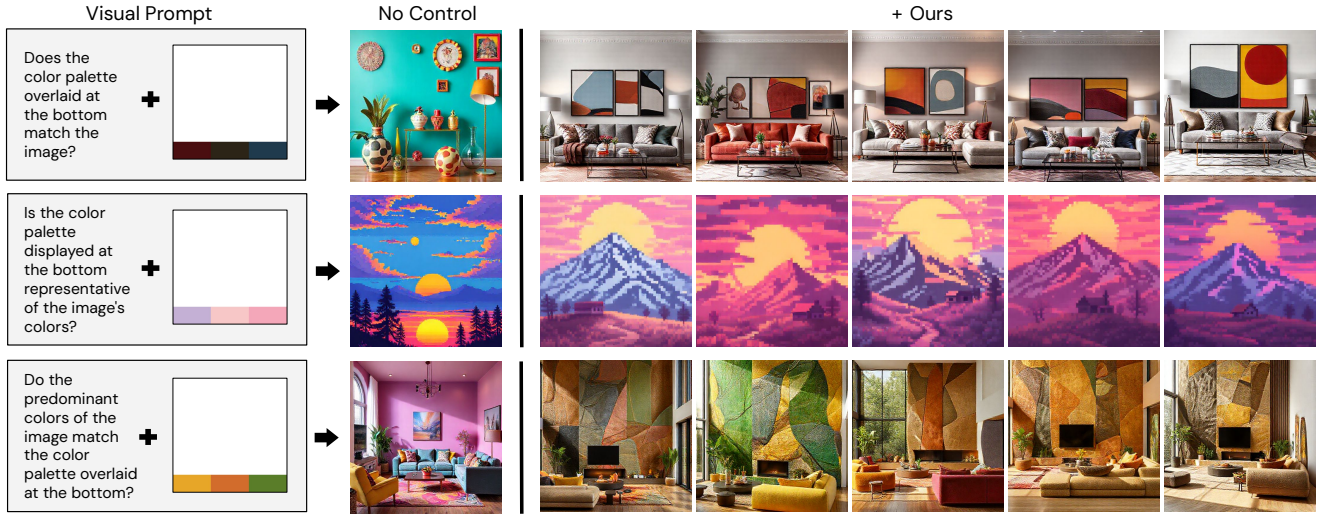 Visual Prompt
No Control
+ Ours
Does the
color palette
overlaid at
the bottom
match the
image?
Is the color
palette
displayed at
the bottom
representative
of the image's
colors?
Do the
predominant
colors of the
image match
the color
palette overlaid
at the bottom?